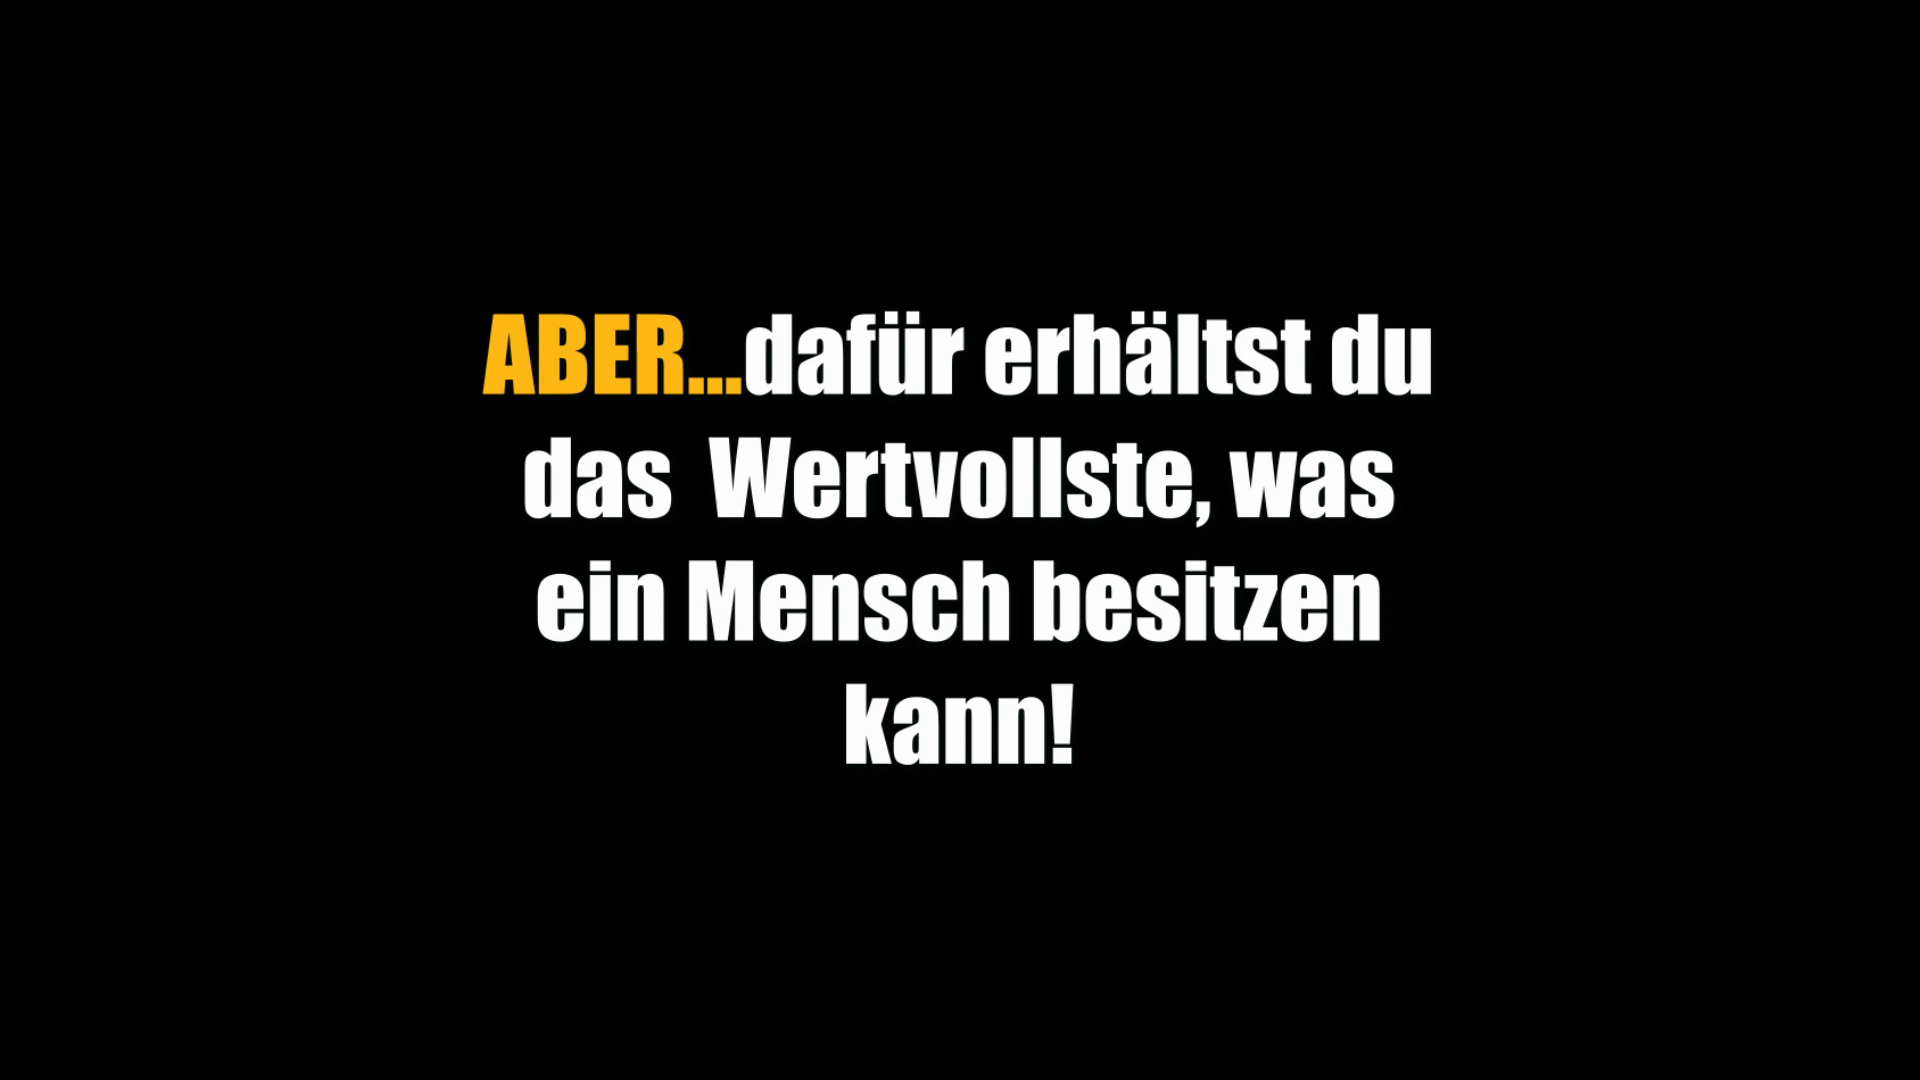 ABER...dafür erhältst du
das  Wertvollste, was
ein Mensch besitzen
kann!